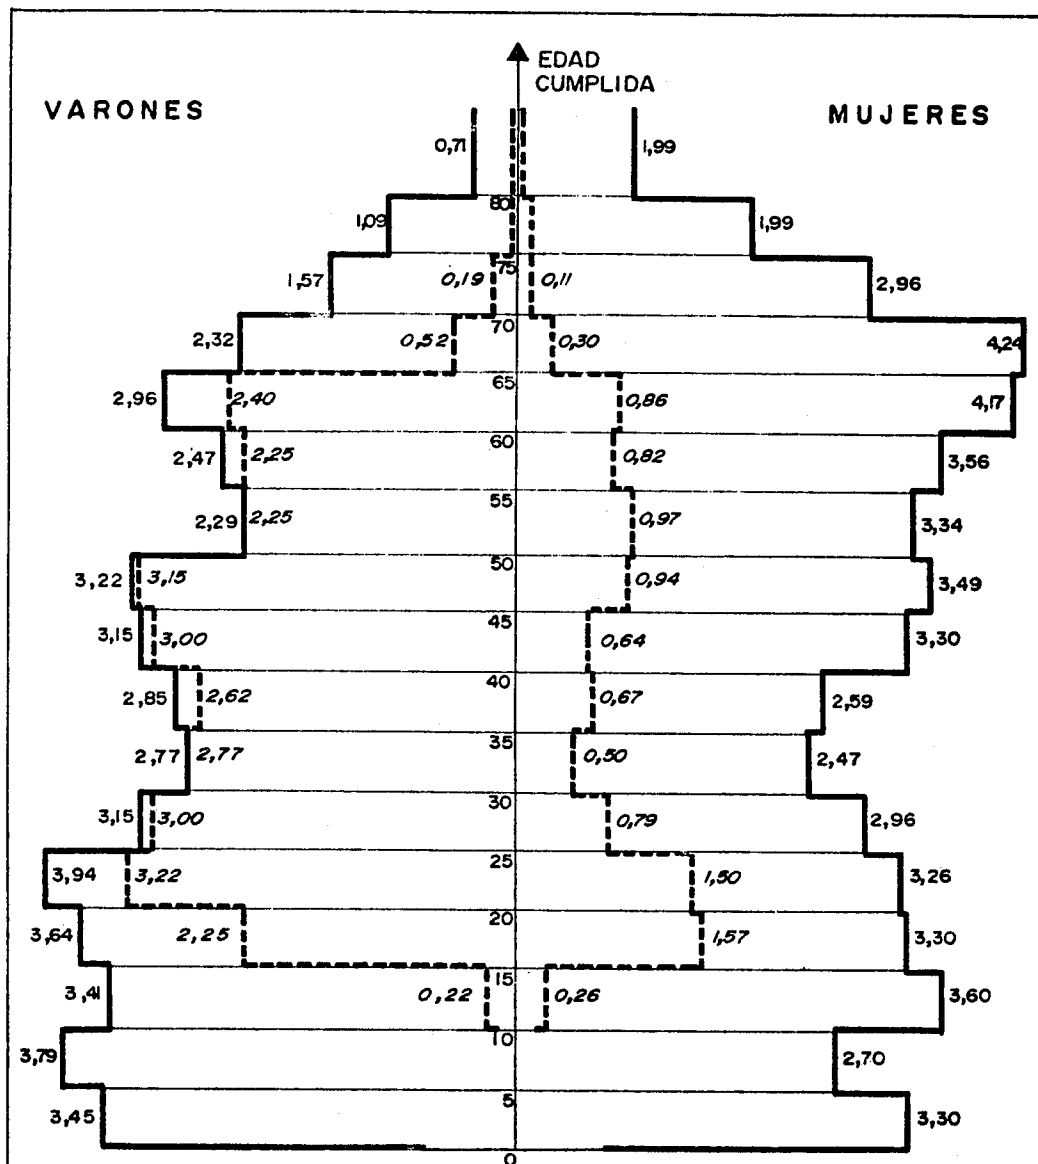 EDAD
CUMPLIDA
VARONES MUJERES
0,71 1,99
80
1,09 1,99
75
1,57 0,19 0,11 2,96
70
2,32 0,52 0,30 4,24
65
2,96 2,40 0,86 4,17
60
2,47 2,25 0,82 3,56
55
2,29 2,25 0,97 3,34
50
3,22 3,15 0,94 3,49
45
3,15 3,00 0,64 3,30
40
2,85 2,62 0,67 2,59
35
2,77 2,77 0,50 2,47
30
3,15 3,00 0,79 2,96
25
3,94 3,22 1,50 3,26
20
3,64 2,25 1,57 3,30
15
3,41 0,22 0,26 3,60
10
3,79 2,70
5
3,45 3,30
0